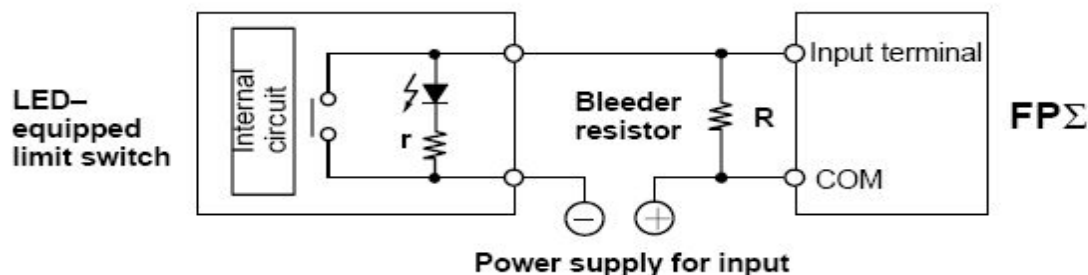 LED–
equipped
limit switch
Internal
circuit
r
Bleeder
resistor
R
Input terminal
COM
FPΣ
Power supply for input